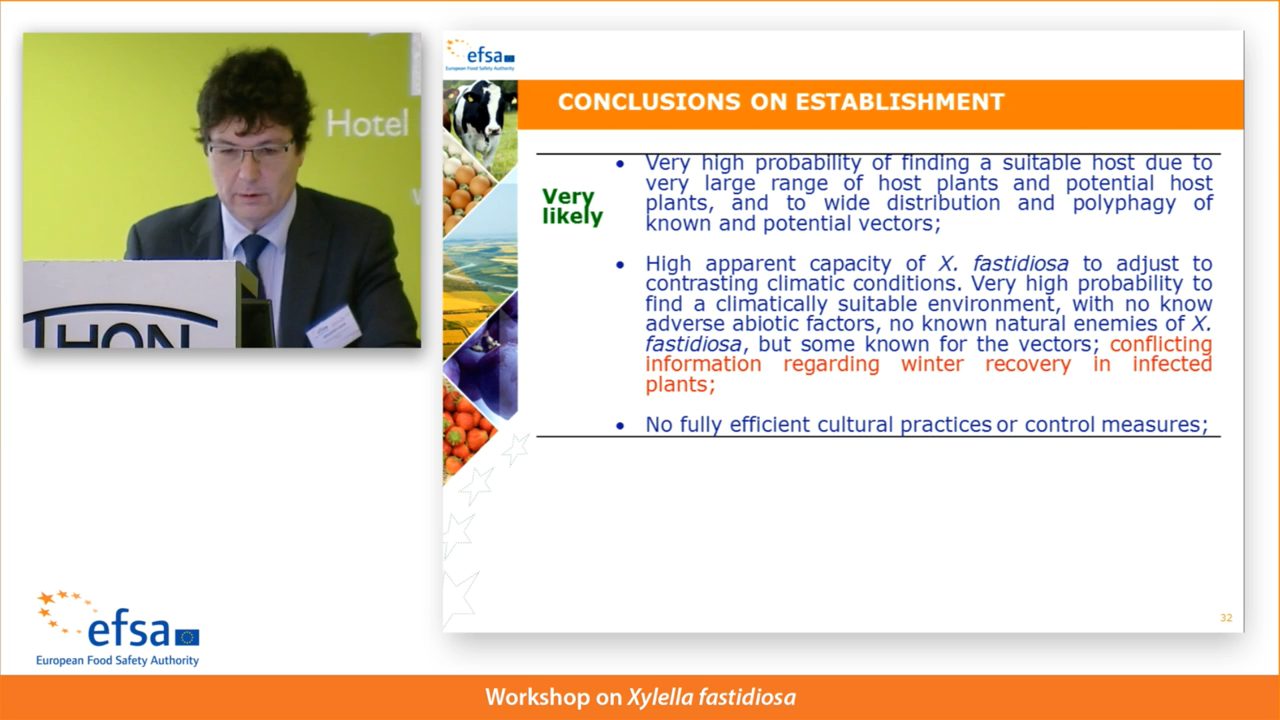 Hotel
THON
efsa
European Food Safety Authority
CONCLUSIONS ON ESTABLISHMENT
Very
likely
• Very high probability of finding a suitable host due to
very large range of host plants and potential host
plants, and to wide distribution and polyphagy of
known and potential vectors;
• High apparent capacity of X. fastidiosa to adjust to
contrasting climatic conditions. Very high probability to
find a climatically suitable environment, with no know
adverse abiotic factors, no known natural enemies of X.
fastidiosa, but some known for the vectors; conflicting
information regarding winter recovery in infected
plants;
• No fully efficient cultural practices or control measures;
32
efsa
European Food Safety Authority
Workshop on Xylella fastidiosa